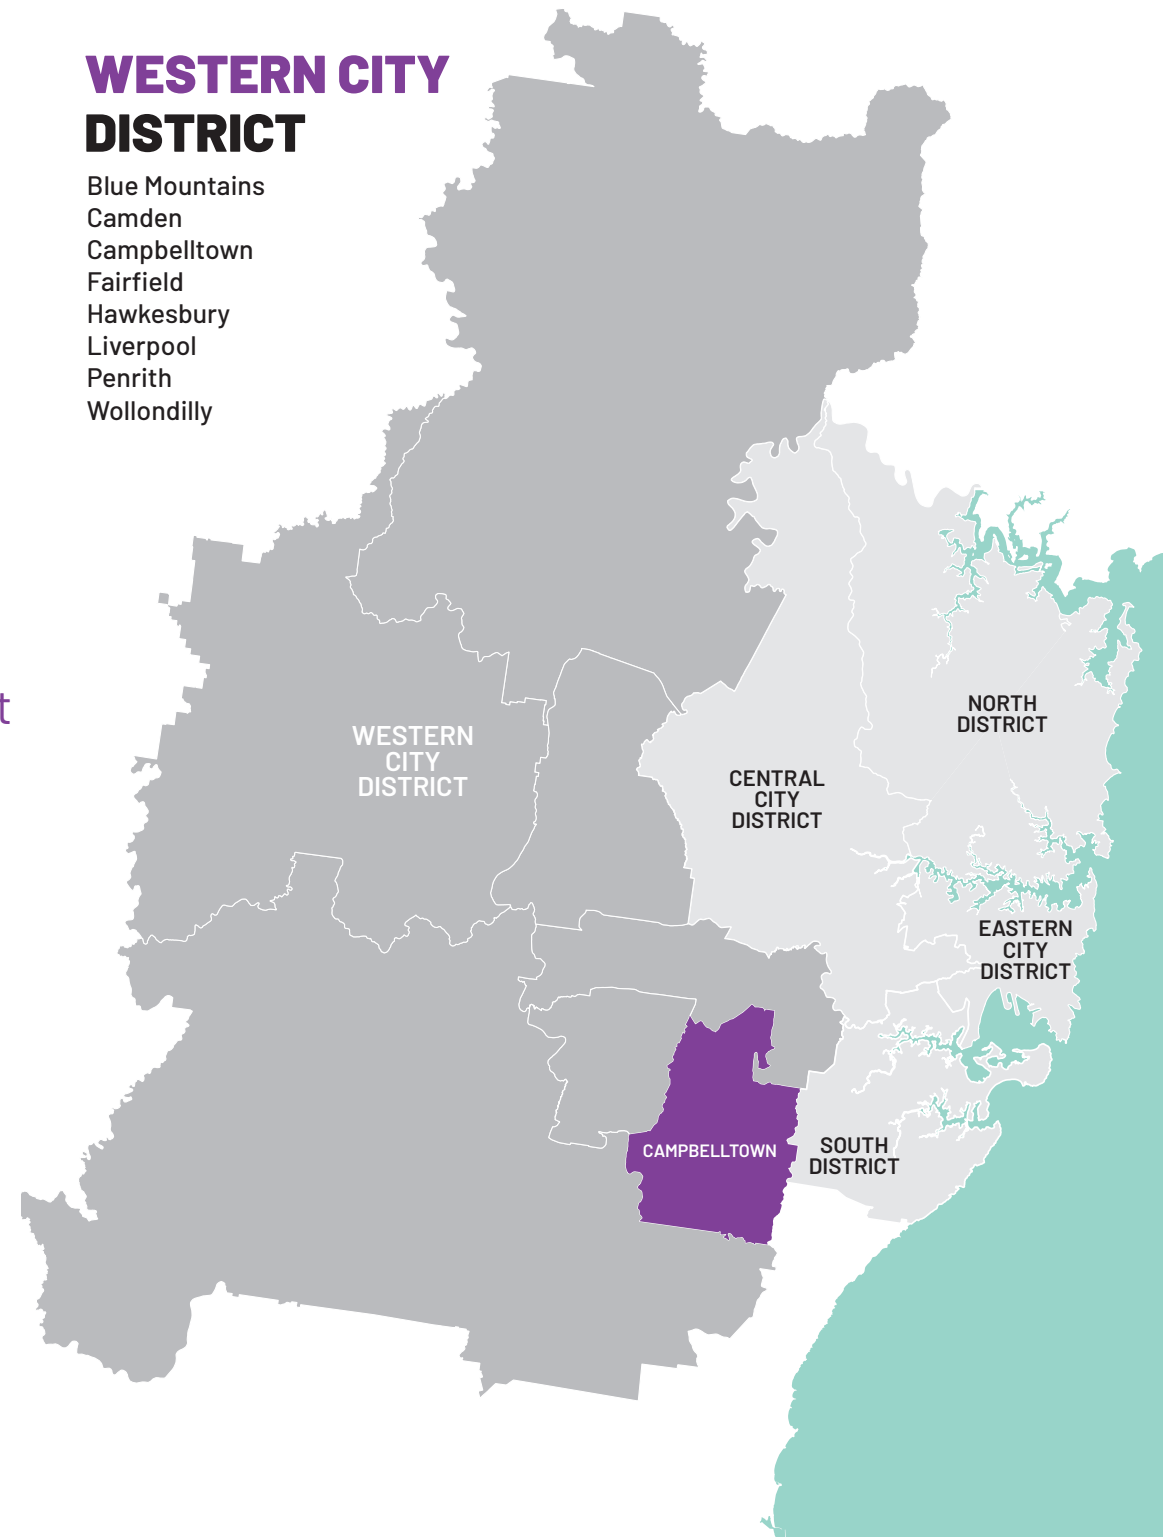 WESTERN CITY
DISTRICT
Blue Mountains
Camden
Campbelltown
Fairfield
Hawkesbury
Liverpool
Penrith
Wollondilly
t
WESTERN
CITY
DISTRICT
NORTH
DISTRICT
CENTRAL
CITY
DISTRICT
EASTERN
CITY
DISTRICT
CAMPBELLTOWN
SOUTH
DISTRICT